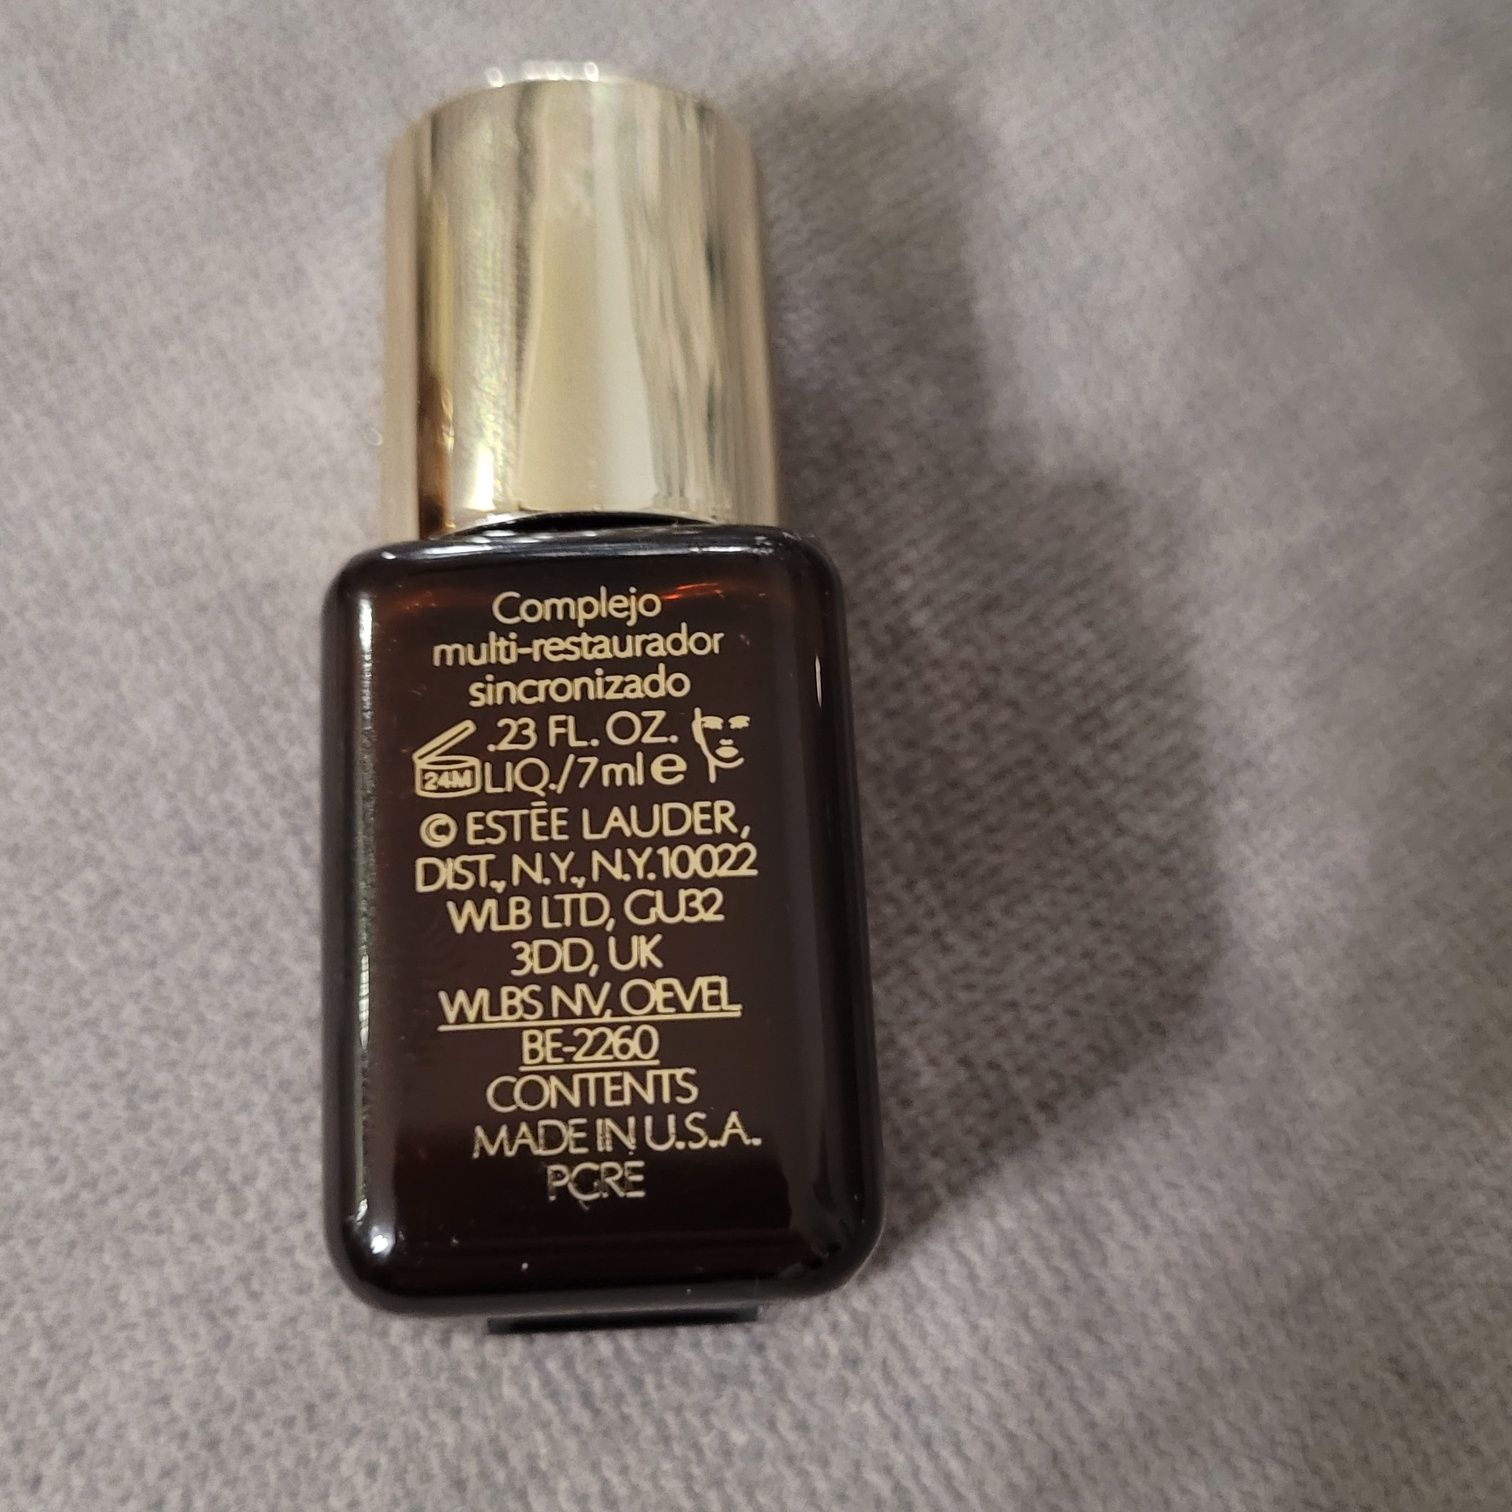 Complejo
multi-restaurador
sincronizado
.23 FL. OZ.
24M LIQ./7ml e
© ESTĒE LAUDER,
DIST., N.Y., N.Y. 10022
WLB LTD, GU32
3DD, UK
WLBS NV, OEVEL
BE-2260
CONTENTS
MADE IN U.S.A.
PCRE